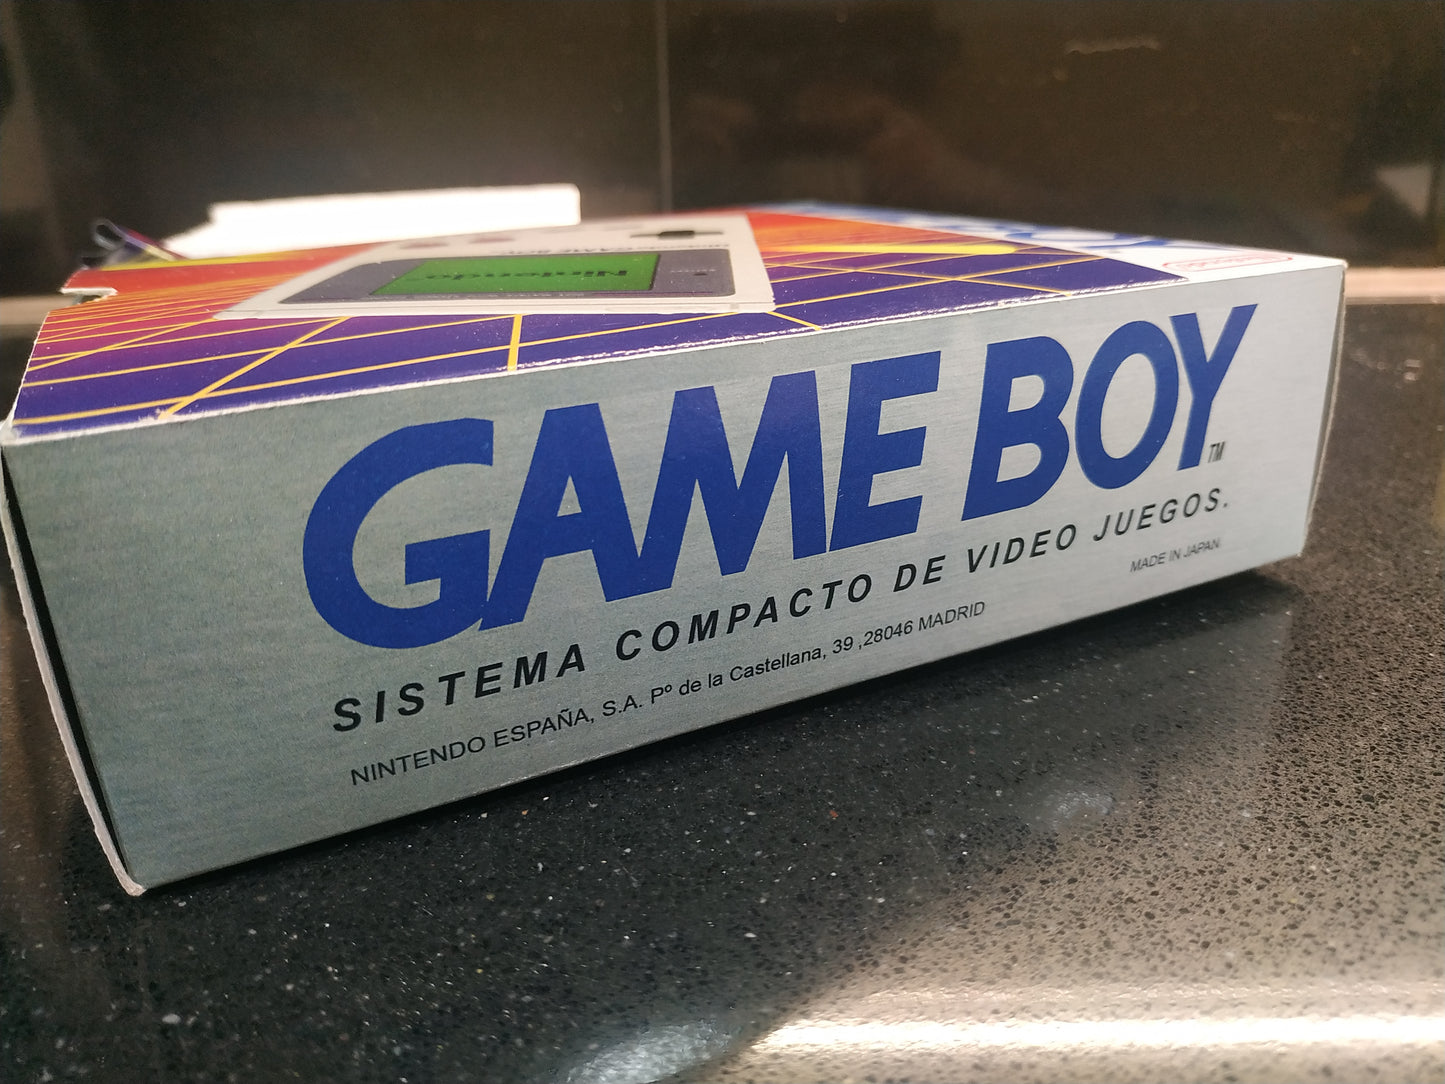 Nintendo
GAME BOY™
SISTEMA COMPACTO DE VIDEO JUEGOS.
MADE IN JAPAN
NINTENDO ESPAÑA, S.A. Pº de la Castellana, 39 ,28046 MADRID